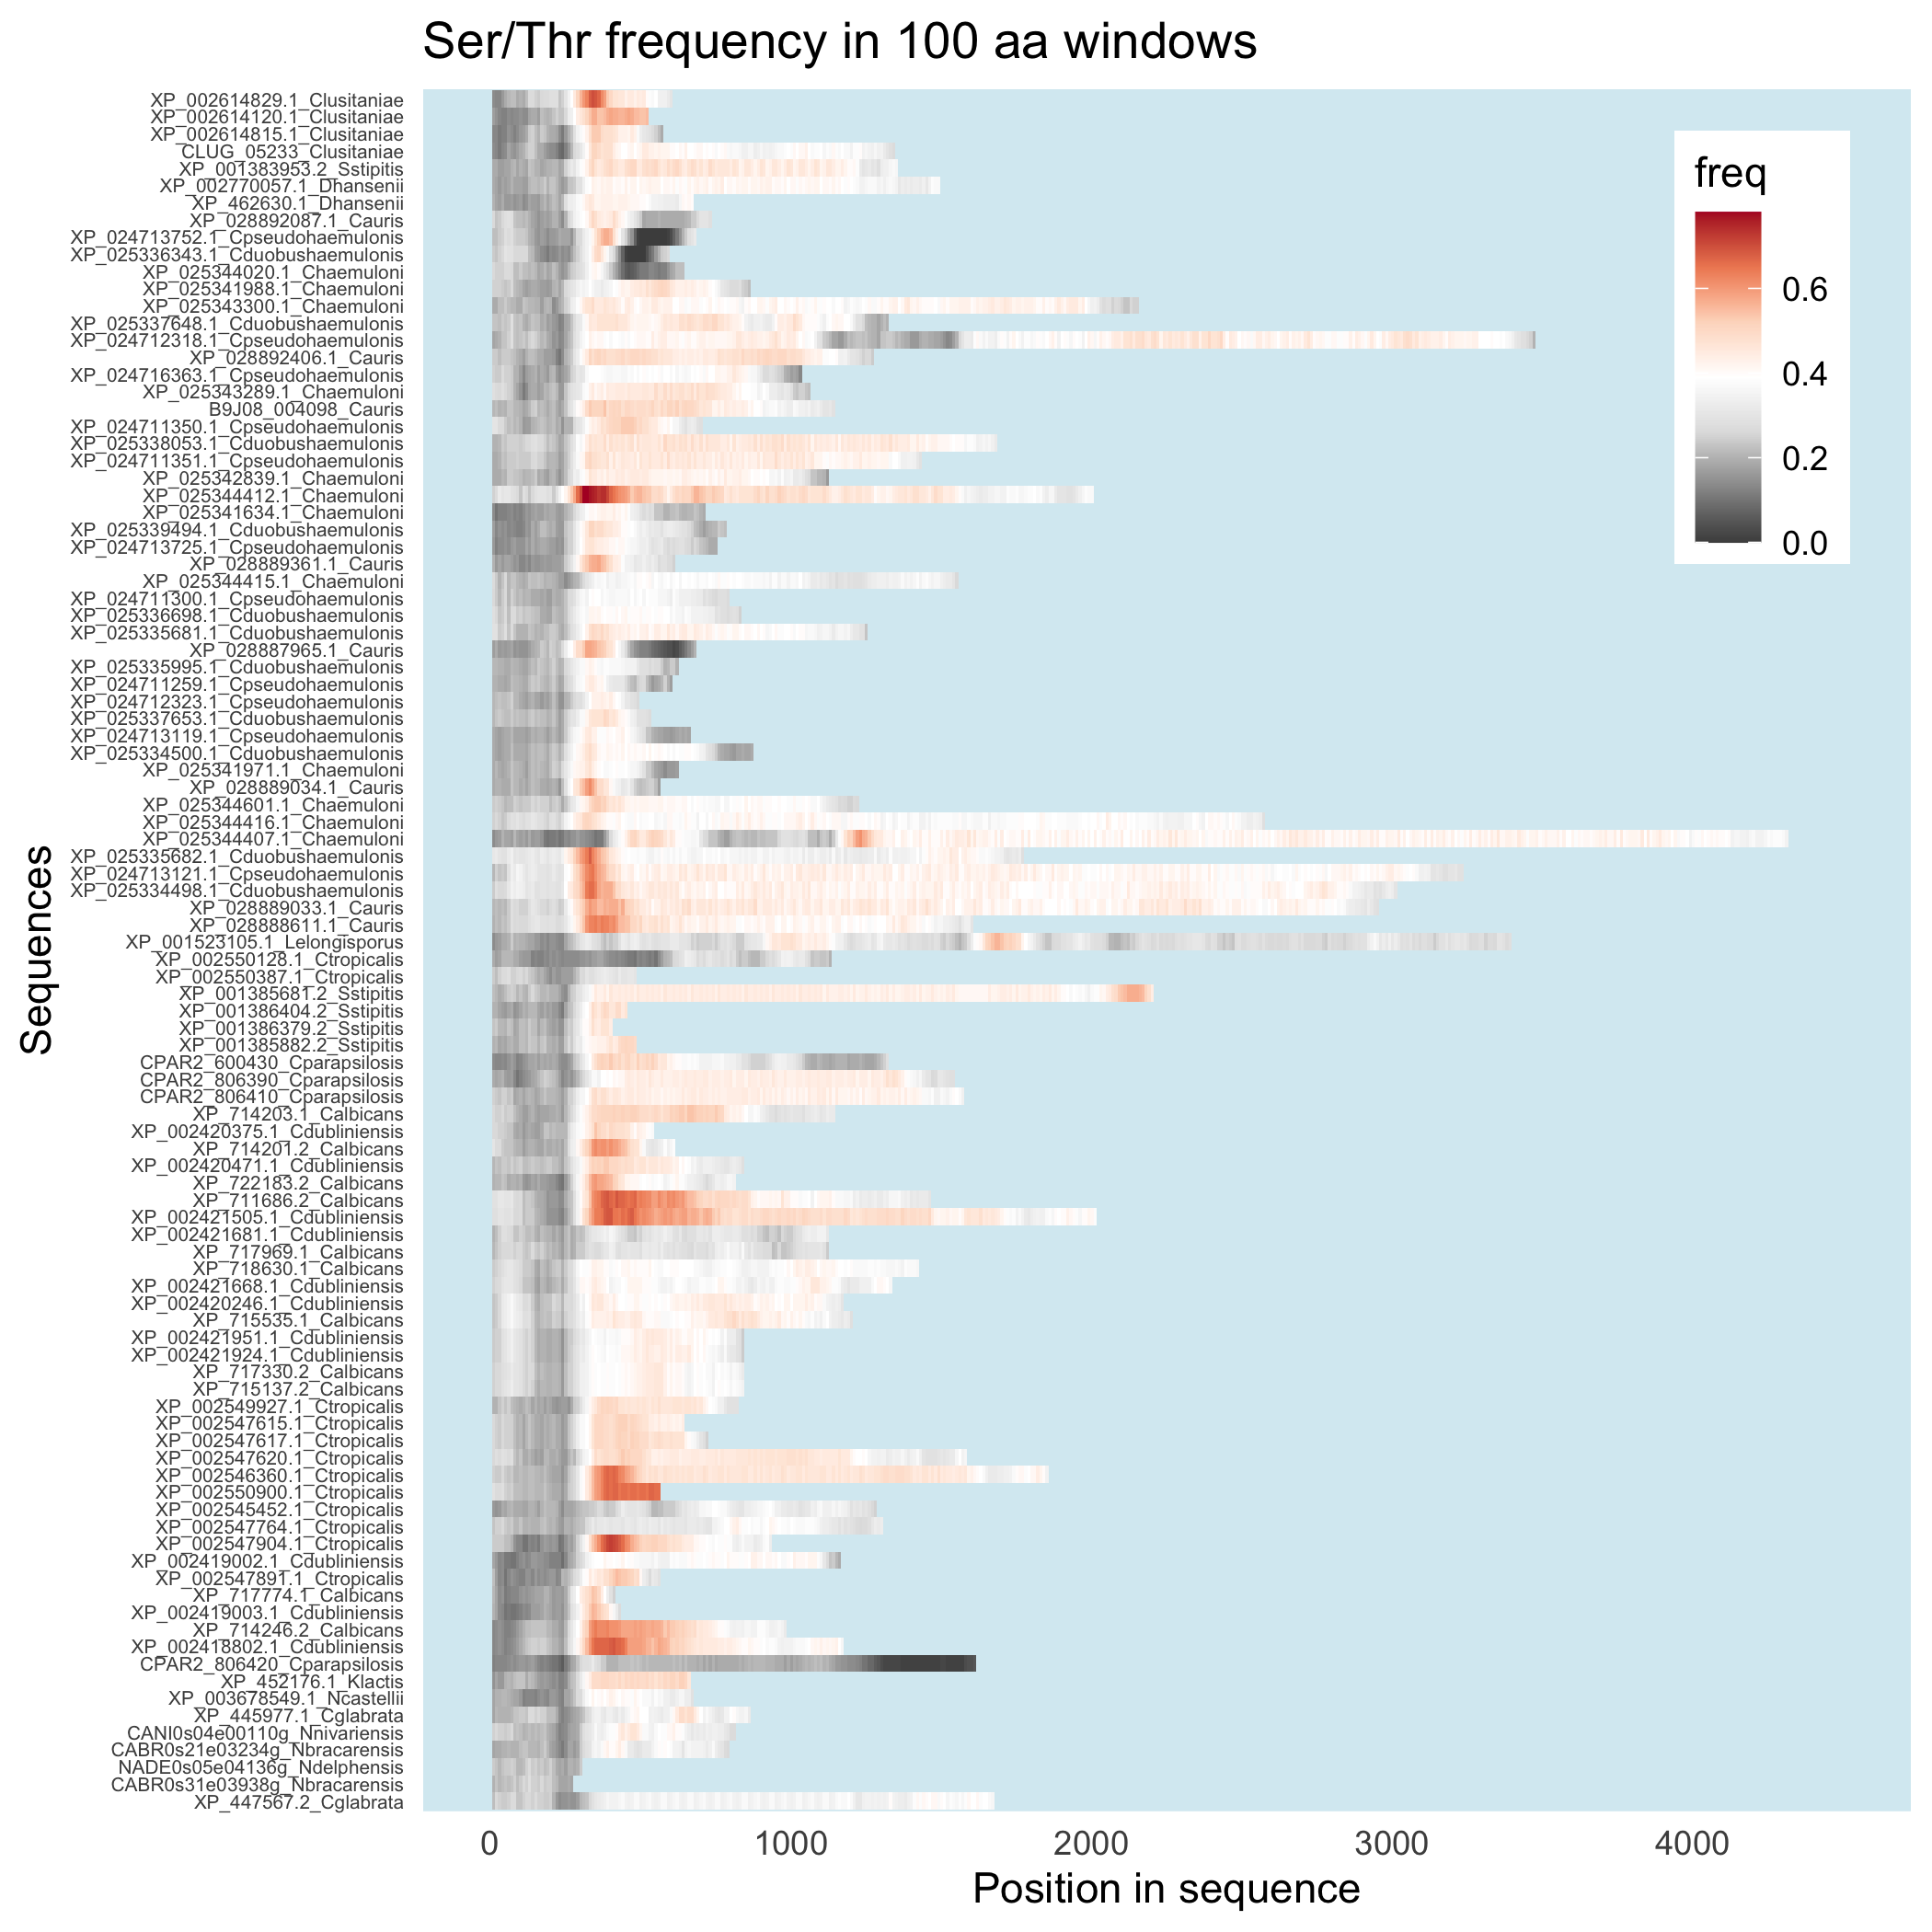 Ser/Thr frequency in 100 aa windows
XP_002614829.1_Clusitaniae
XP_002614120.1_Clusitaniae
XP_002614815.1_Clusitaniae
CLUG_05233_Clusitaniae
XP_001383953.2_Sstipitis
XP_002770057.1_Dhansenii
XP_462630.1_Dhansenii
XP_028892087.1_Cauris
XP_024713752.1_Cpseudohaemulonis
XP_025336343.1_Cduobushaemulonis
XP_025344020.1_Chaemuloni
XP_025341988.1_Chaemuloni
XP_025343300.1_Chaemuloni
XP_025337648.1_Cduobushaemulonis
XP_024712318.1_Cpseudohaemulonis
XP_028892406.1_Cauris
XP_024716363.1_Cpseudohaemulonis
XP_025343289.1_Chaemuloni
B9J08_004098_Cauris
XP_024711350.1_Cpseudohaemulonis
XP_025338053.1_Cduobushaemulonis
XP_024711351.1_Cpseudohaemulonis
XP_025342839.1_Chaemuloni
XP_025344412.1_Chaemuloni
XP_025341634.1_Chaemuloni
XP_025339494.1_Cduobushaemulonis
XP_024713725.1_Cpseudohaemulonis
XP_028889361.1_Cauris
XP_025344415.1_Chaemuloni
XP_024711300.1_Cpseudohaemulonis
XP_025336698.1_Cduobushaemulonis
XP_025335681.1_Cduobushaemulonis
XP_028887965.1_Cauris
XP_025335995.1_Cduobushaemulonis
XP_024711259.1_Cpseudohaemulonis
XP_024712323.1_Cpseudohaemulonis
XP_025337653.1_Cduobushaemulonis
XP_024713119.1_Cpseudohaemulonis
XP_025334500.1_Cduobushaemulonis
XP_025341971.1_Chaemuloni
XP_028889034.1_Cauris
XP_025344601.1_Chaemuloni
XP_025344416.1_Chaemuloni
XP_025344407.1_Chaemuloni
XP_025335682.1_Cduobushaemulonis
XP_024713121.1_Cpseudohaemulonis
XP_025334498.1_Cduobushaemulonis
XP_028889033.1_Cauris
XP_028888611.1_Cauris
XP_001523105.1_Lelongisporus
XP_002550128.1_Ctropicalis
XP_002550387.1_Ctropicalis
XP_001385681.2_Sstipitis
XP_001386404.2_Sstipitis
XP_001386379.2_Sstipitis
XP_001385882.2_Sstipitis
CPAR2_600430_Cparapsilosis
CPAR2_806390_Cparapsilosis
CPAR2_806410_Cparapsilosis
XP_714203.1_Calbicans
XP_002420375.1_Cdubliniensis
XP_714201.2_Calbicans
XP_002420471.1_Cdubliniensis
XP_722183.2_Calbicans
XP_711686.2_Calbicans
XP_002421505.1_Cdubliniensis
XP_002421681.1_Cdubliniensis
XP_717969.1_Calbicans
XP_718630.1_Calbicans
XP_002421668.1_Cdubliniensis
XP_002420246.1_Cdubliniensis
XP_715535.1_Calbicans
XP_002421951.1_Cdubliniensis
XP_002421924.1_Cdubliniensis
XP_717330.2_Calbicans
XP_715137.2_Calbicans
XP_002549927.1_Ctropicalis
XP_002547615.1_Ctropicalis
XP_002547617.1_Ctropicalis
XP_002547620.1_Ctropicalis
XP_002546360.1_Ctropicalis
XP_002550900.1_Ctropicalis
XP_002545452.1_Ctropicalis
XP_002547764.1_Ctropicalis
XP_002547904.1_Ctropicalis
XP_002419002.1_Cdubliniensis
XP_002547891.1_Ctropicalis
XP_717774.1_Calbicans
XP_002419003.1_Cdubliniensis
XP_714246.2_Calbicans
XP_002418802.1_Cdubliniensis
CPAR2_806420_Cparapsilosis
XP_452176.1_Klactis
XP_003678549.1_Ncastellii
XP_445977.1_Cglabrata
CANI0s04e00110g_Nnivariensis
CABR0s21e03234g_Nbracarensis
NADE0s05e04136g_Ndelphensis
CABR0s31e03938g_Nbracarensis
XP_447567.2_Cglabrata
Sequences
freq
0.6
0.4
0.2
0.0
0 1000 2000 3000 4000
Position in sequence